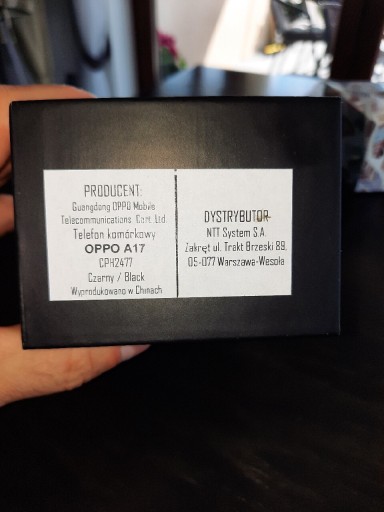 PRODUCENT:
Guangdong OPPO Mobile
Telecommunications Cort. Ltd.
Telefon komórkowy
OPPO A17
CPH2477
Czarny / Black
Wyprodukowano w Chinach
DYSTRYBUTOR
NTT System S.A.
Zakręt ul. Trakt Brzeski 89,
05-077 Warszawa-Wesoła